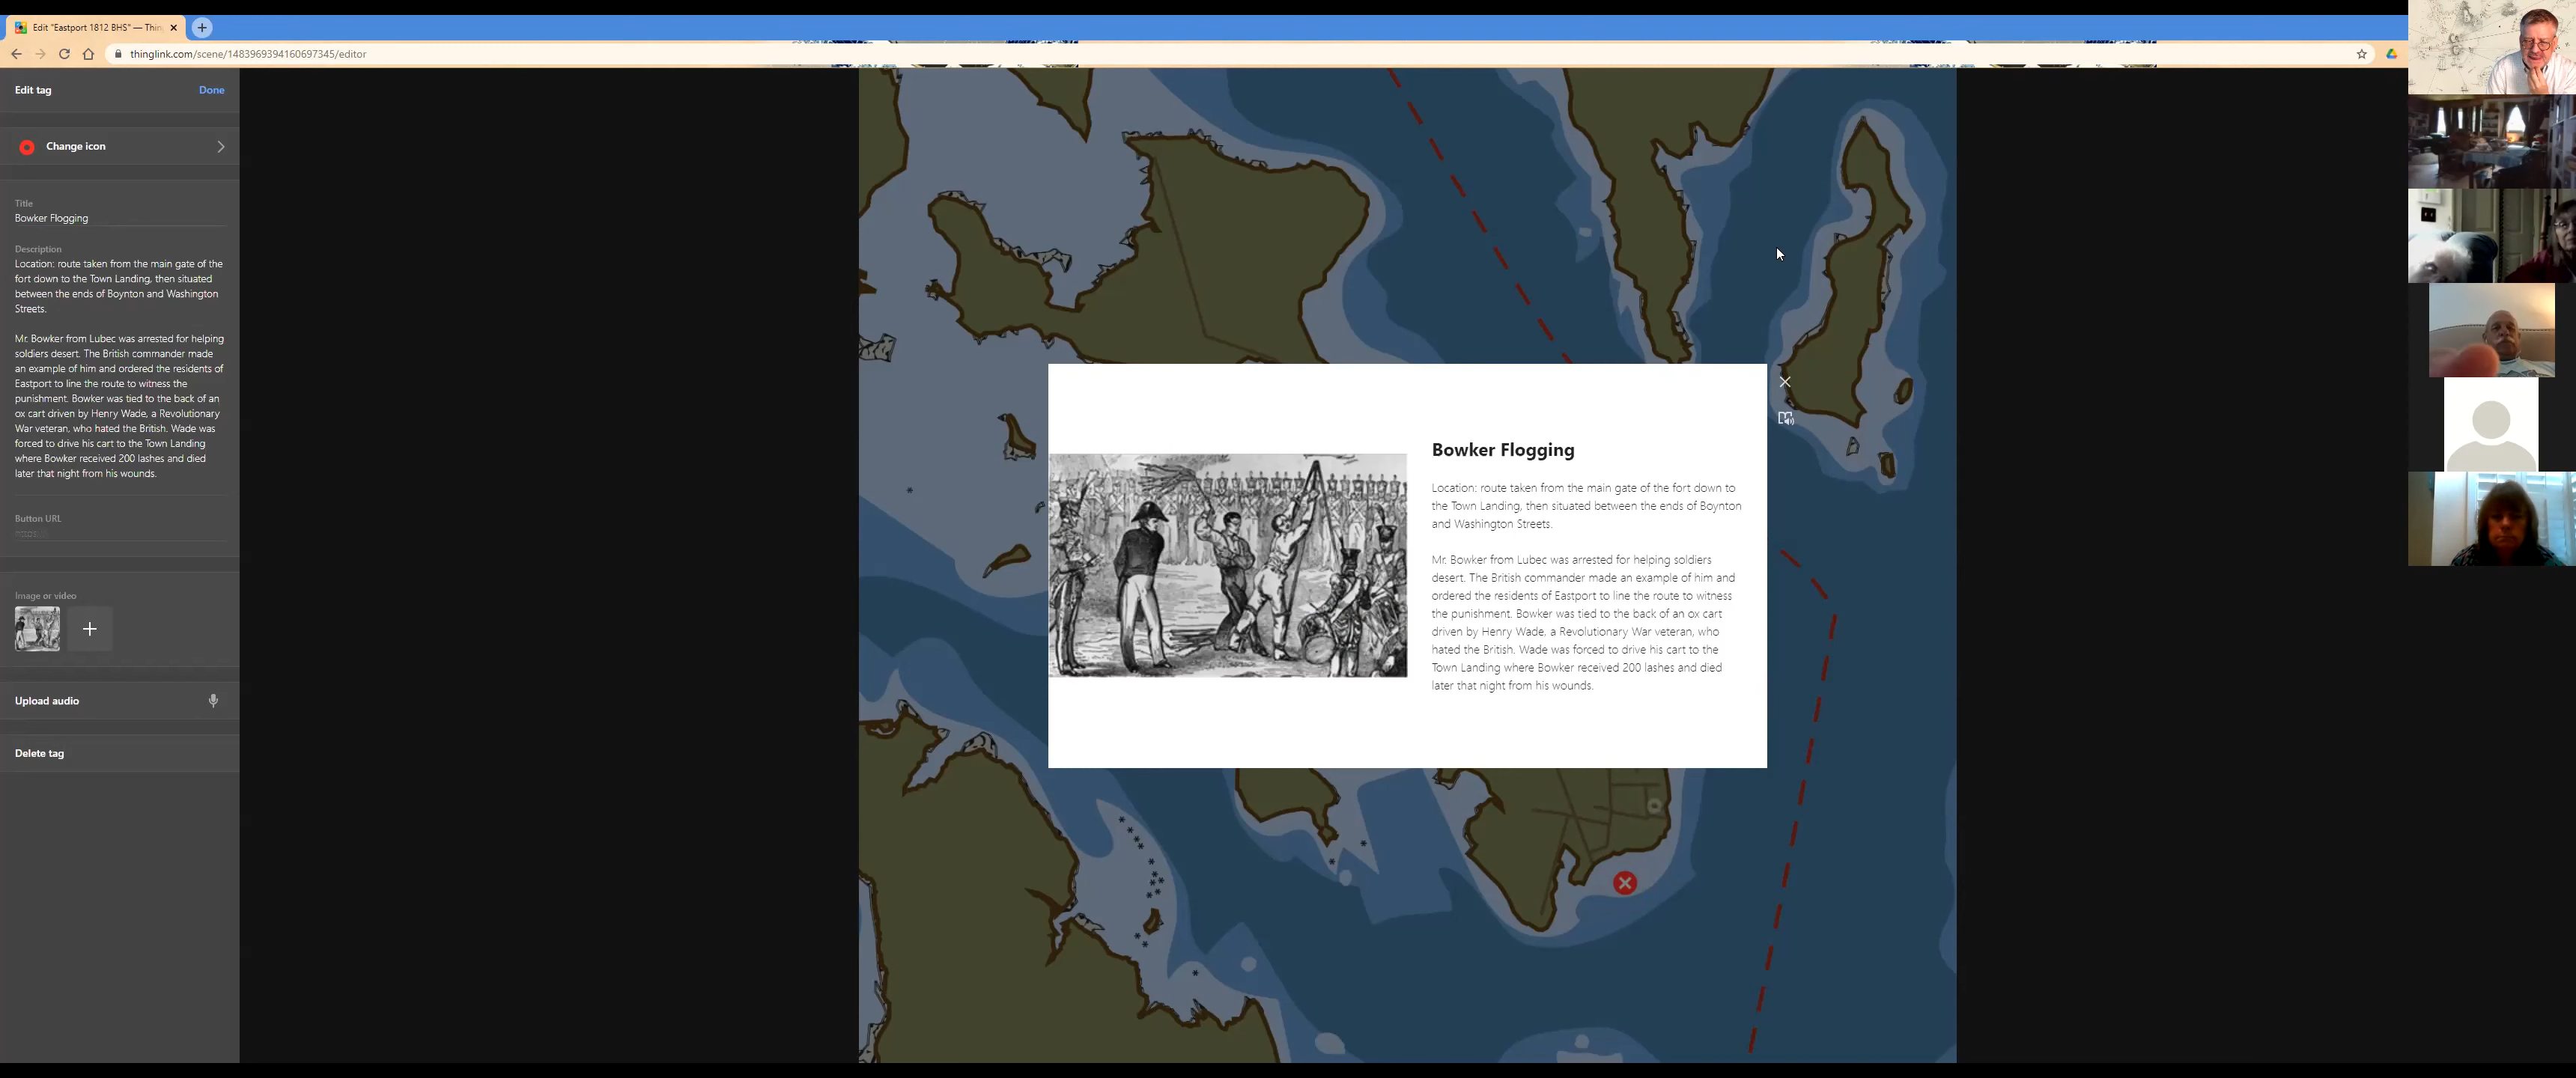 Edit "Eastport 1812 BHS" — Thin
thinglink.com/scene/1483969394160697345/editor
Edit tag
Done
Change icon
Title
Bowker Flogging
Description
Location: route taken from the main gate of the
fort down to the Town Landing, then situated
between the ends of Boynton and Washington
Streets.
Mr. Bowker from Lubec was arrested for helping
soldiers desert. The British commander made
an example of him and ordered the residents of
Eastport to line the route to witness the
punishment. Bowker was tied to the back of an
ox cart driven by Henry Wade, a Revolutionary
War veteran, who hated the British. Wade was
forced to drive his cart to the Town Landing
where Bowker received 200 lashes and died
later that night from his wounds.
Button URL
Image or video
Upload audio
Delete tag
Bowker Flogging
Location: route taken from the main gate of the fort down to
the Town Landing, then situated between the ends of Boynton
and Washington Streets.
Mr. Bowker from Lubec was arrested for helping soldiers
desert. The British commander made an example of him and
ordered the residents of Eastport to line the route to witness
the punishment. Bowker was tied to the back of an ox cart
driven by Henry Wade, a Revolutionary War veteran, who
hated the British. Wade was forced to drive his cart to the
Town Landing where Bowker received 200 lashes and died
later that night from his wounds.